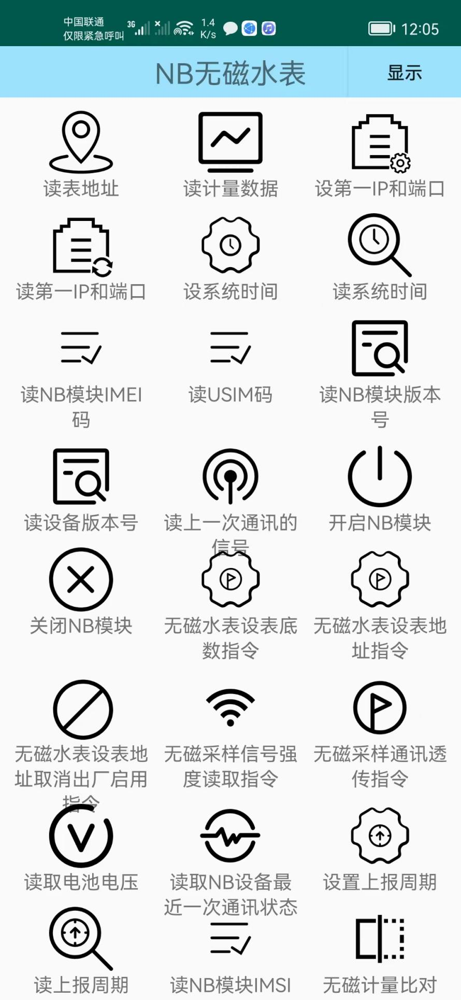 中国联通
仅限紧急呼叫
3G
1.4
K/s
12:05
NB无磁水表
显示
读表地址
读计量数据
设第一IP和端口
读第一IP和端口
设系统时间
读系统时间
读NB模块IMEI
码
读USIM码
读NB模块版本
号
读设备版本号
读上一次通讯的
信号
开启NB模块
关闭NB模块
无磁水表设表底
数指令
无磁水表设表地
址指令
无磁水表设表地
址取消出厂启用
指令
无磁采样信号强
度读取指令
无磁采样通讯透
传指令
读取电池电压
读取NB设备最
近一次通讯状态
设置上报周期
读上报周期
读NB模块IMSI
无磁计量比对